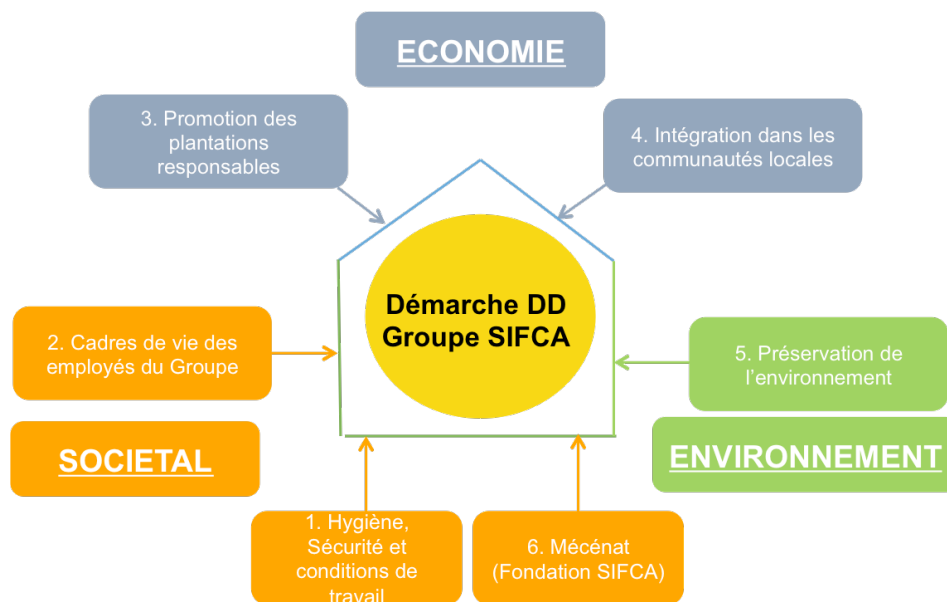 ECONOMIE
3. Promotion des
plantations
responsables
4. Intégration dans les
communautés locales
Démarche DD
Groupe SIFCA
2. Cadres de vie des
employés du Groupe
5. Préservation de
l'environnement
SOCIETAL
ENVIRONNEMENT
1. Hygiène,
Sécurité et
conditions de
travail
6. Mécénat
(Fondation SIFCA)